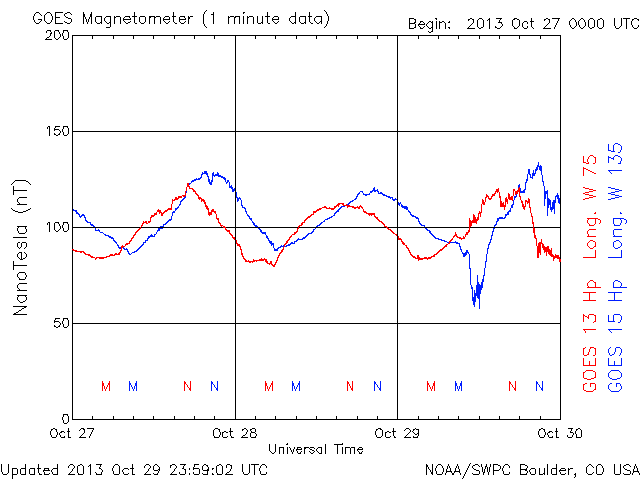 GOES Magnetometer (1 minute data)
Begin: 2013 Oct 27 0000 UTC
200
150
100
50
0
NanoTesla (nT)
M M N N M M N N M M N N
Oct 27 Oct 28 Oct 29 Oct 30
Universal Time
GOES 13 Hp Long. W 75
GOES 15 Hp Long. W 135
Updated 2013 Oct 29 23:59:02 UTC
NOAA/SWPC Boulder, CO USA